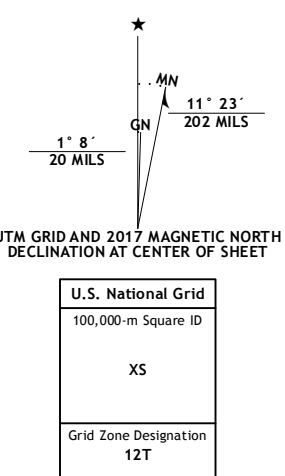 MN
GN
11° 23´
202 MILS
1° 8´
20 MILS
UTM GRID AND 2017 MAGNETIC NORTH
DECLINATION AT CENTER OF SHEET
U.S. National Grid
100,000-m Square ID
XS
Grid Zone Designation
12T